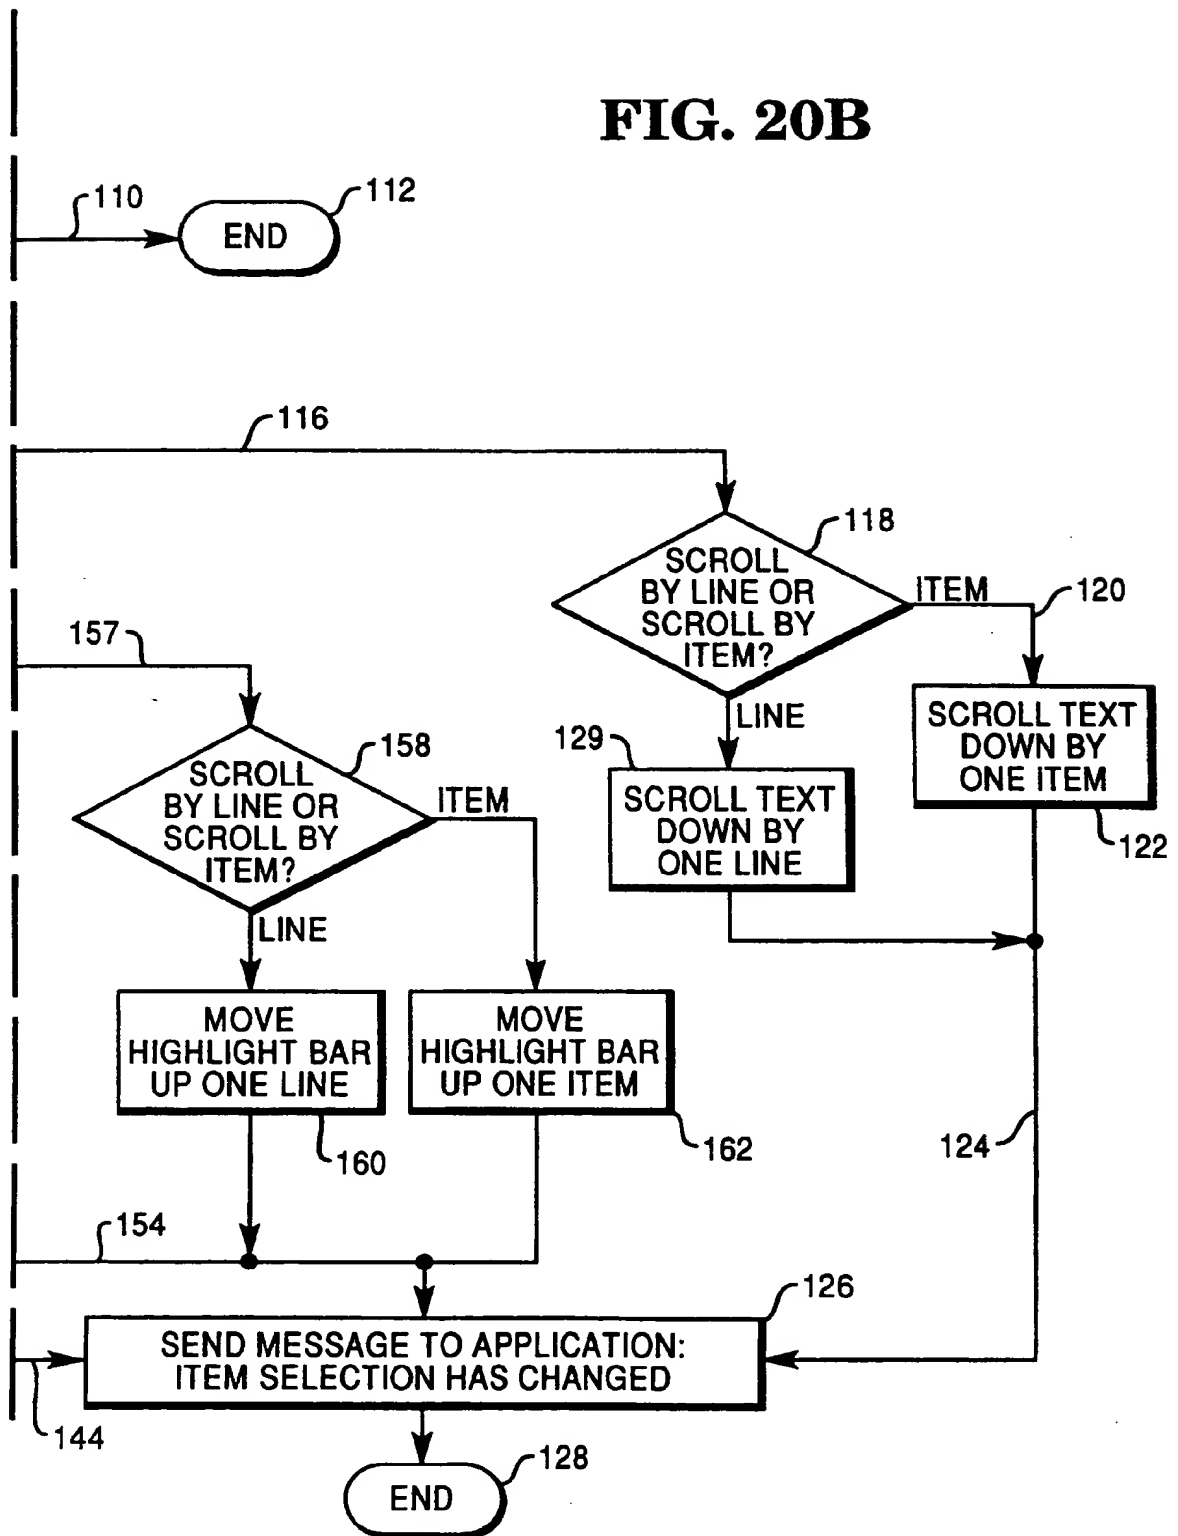 FIG. 20B
110
112
END
116
118
SCROLL
BY LINE OR
SCROLL BY
ITEM?
ITEM
120
157
LINE
129
SCROLL TEXT
DOWN BY
ONE ITEM
122
158
SCROLL
BY LINE OR
SCROLL BY
ITEM?
ITEM
SCROLL TEXT
DOWN BY
ONE LINE
LINE
MOVE
HIGHLIGHT BAR
UP ONE LINE
160
MOVE
HIGHLIGHT BAR
UP ONE ITEM
162
124
154
126
SEND MESSAGE TO APPLICATION:
ITEM SELECTION HAS CHANGED
144
128
END